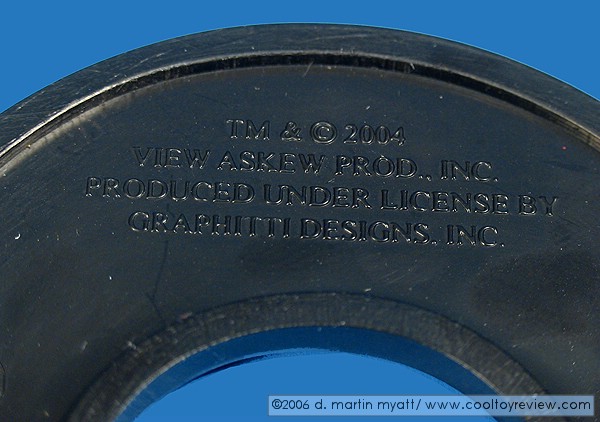 TM & © 2004
VIEW ASKEW PROD., INC.
PRODUCED UNDER LICENSE BY
GRAPHITTI DESIGNS, INC.
©2006 d. martin myatt/ www.cooltoyreview.com